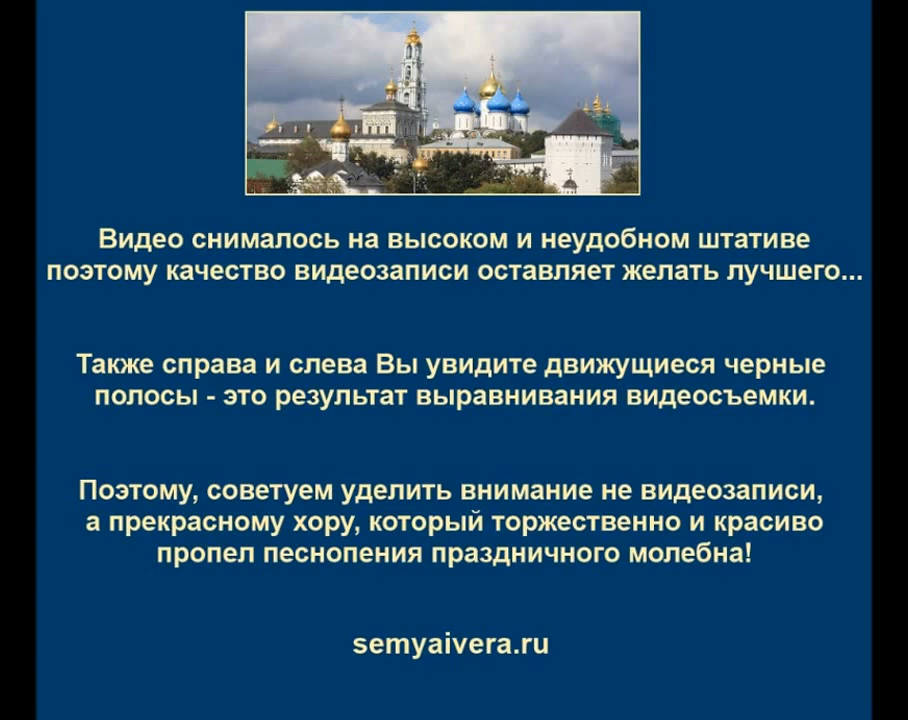 Видео снималось на высоком и неудобном штативе
поэтому качество видеозаписи оставляет желать лучшего...
Также справа и слева Вы увидите движущиеся черные
полосы - это результат выравнивания видеосъемки.
Поэтому, советуем уделить внимание не видеозаписи,
а прекрасному хору, который торжественно и красиво
пропел песнопения праздничного молебна!
semyaivera.ru